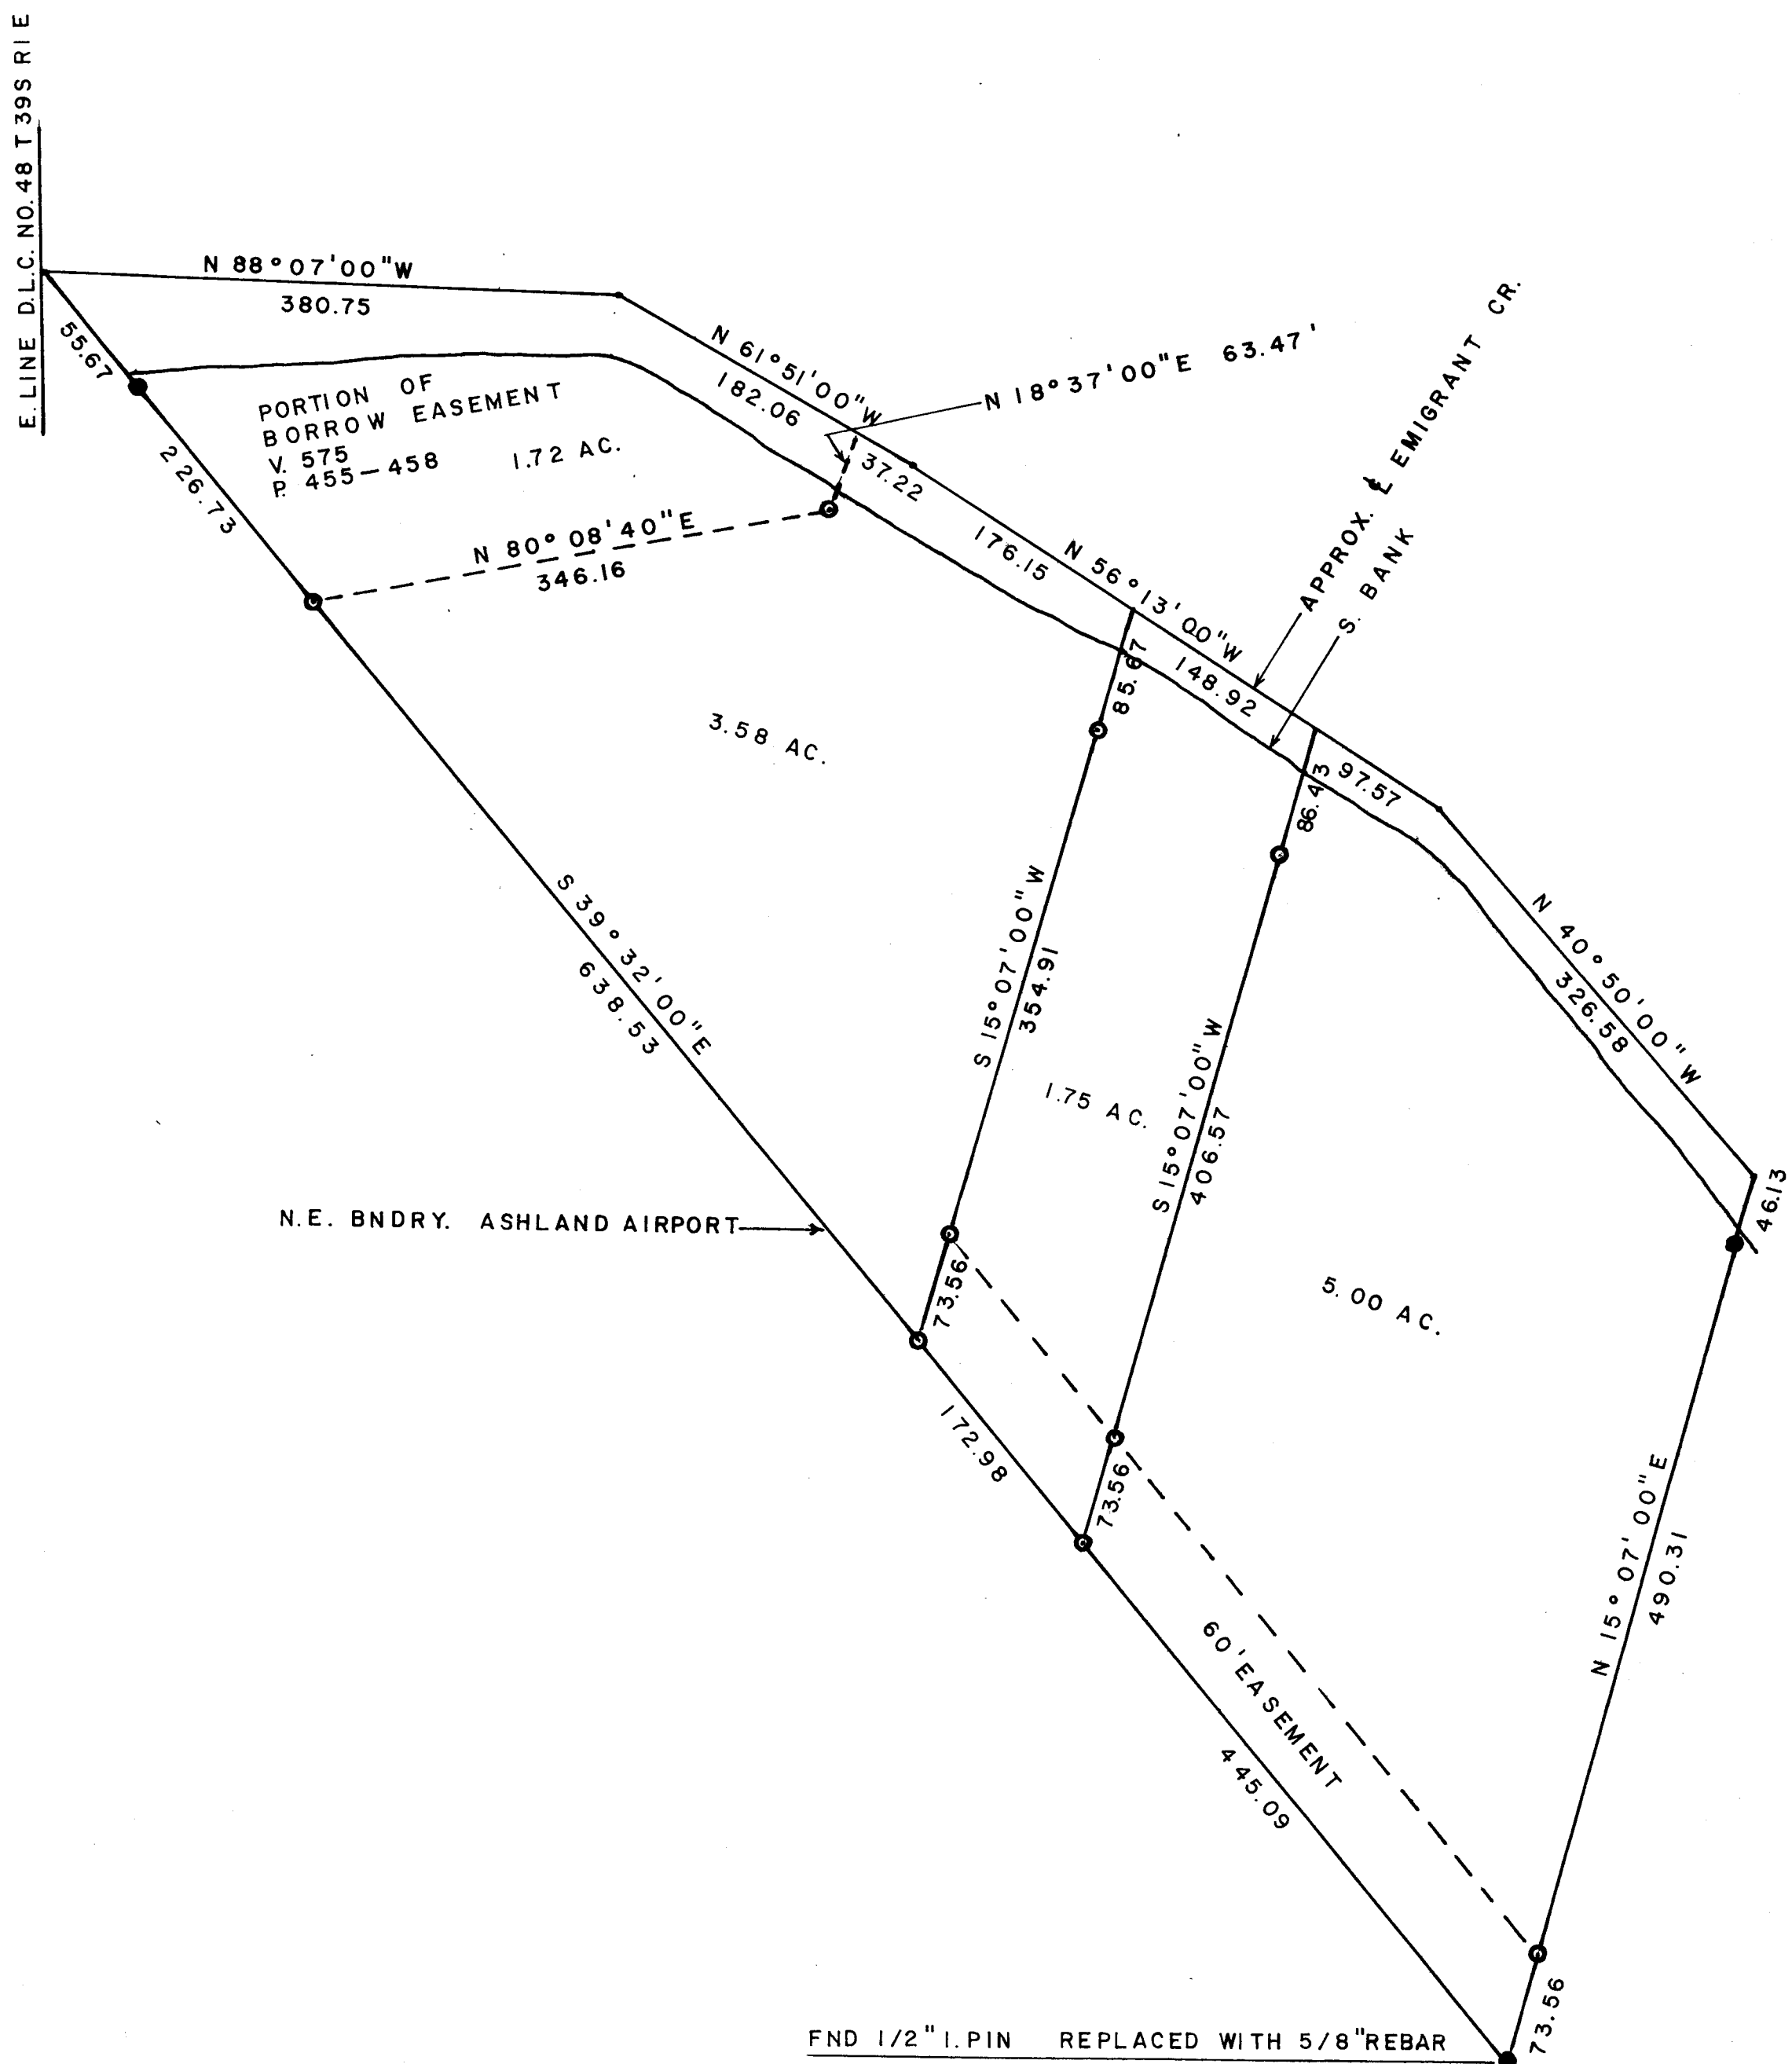 E. LINE D.L.C. NO. 48 T 39S R1E
N 88°07'00"W
380.75
55.67
PORTION OF
BORROW EASEMENT
V. 575
P. 455-458 1.72 AC.
226.73
N 61°51'00"W
182.06
N 18°37'00"E 63.47'
37.22
N 80°08'40"E
346.16
176.15
N 56°13'00"W
APPROX. ℄ EMIGRANT CR.
S. BANK
148.92
85.67
3.58 AC.
97.57
86.43
N 40°50'00"W
326.58
S 39°32'00"E
638.53
S 15°07'00"W
354.91
1.75 AC.
S 15°07'00"W
406.57
46.13
N.E. BNDRY. ASHLAND AIRPORT
73.56
5.00 AC.
172.98
73.56
N 15°07'00"E
490.31
60' EASEMENT
445.09
73.56
FND 1/2" I. PIN REPLACED WITH 5/8" REBAR